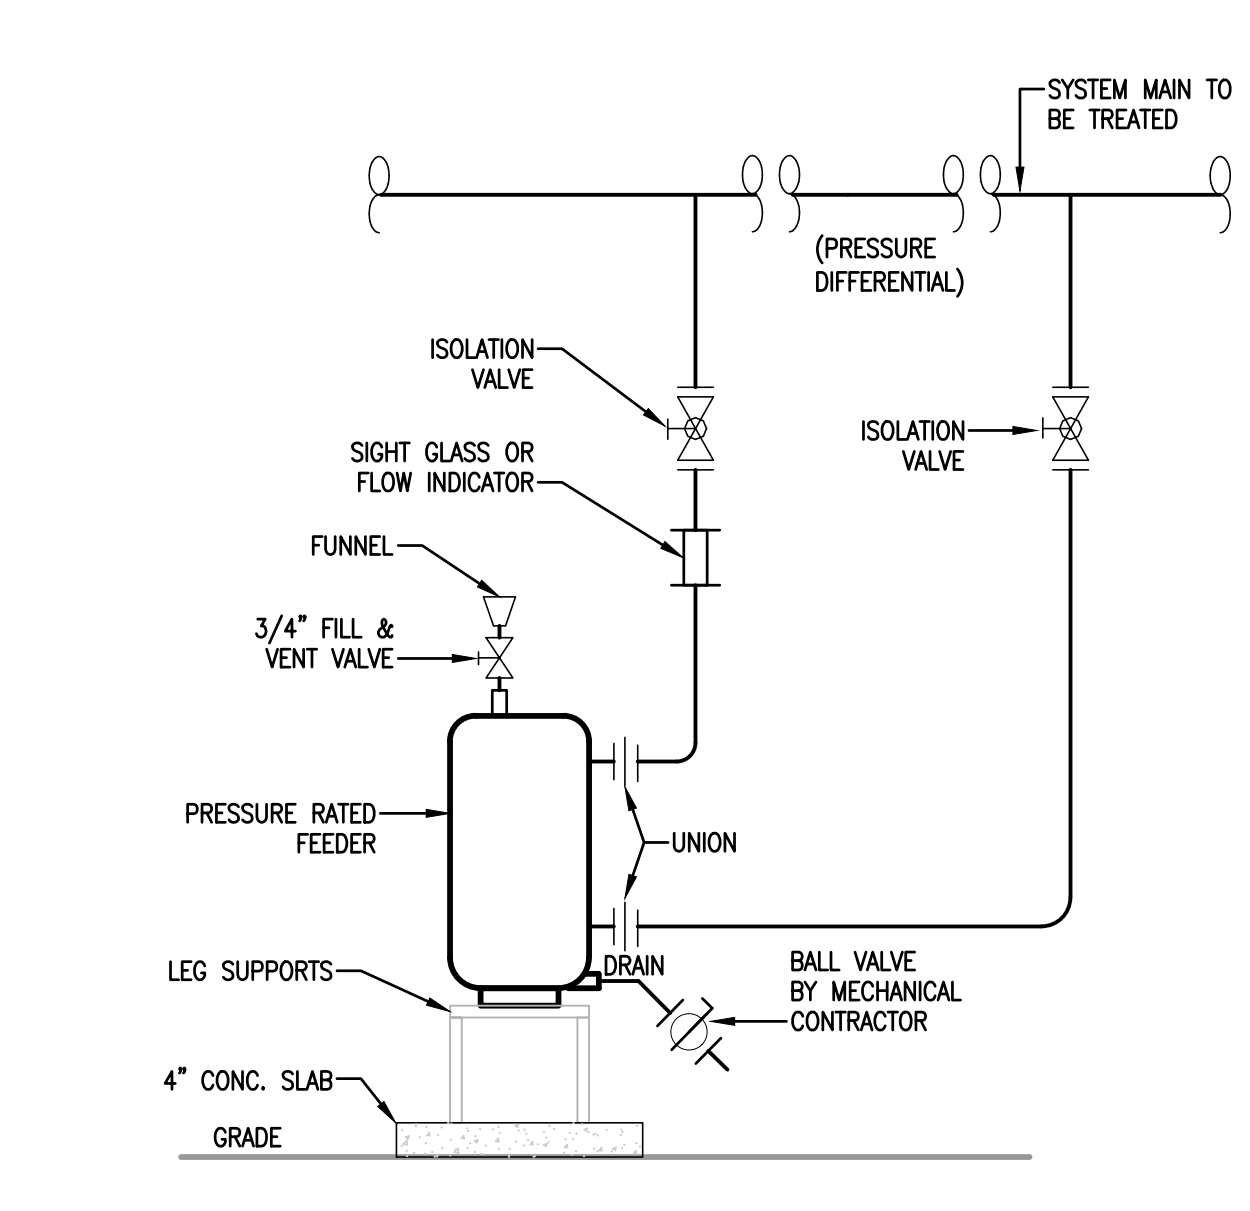 SYSTEM MAIN TO
BE TREATED
(PRESSURE
DIFFERENTIAL)
ISOLATION
VALVE
ISOLATION
VALVE
SIGHT GLASS OR
FLOW INDICATOR
FUNNEL
3/4" FILL &
VENT VALVE
PRESSURE RATED
FEEDER
UNION
DRAIN
BALL VALVE
BY MECHANICAL
CONTRACTOR
LEG SUPPORTS
4" CONC. SLAB
GRADE